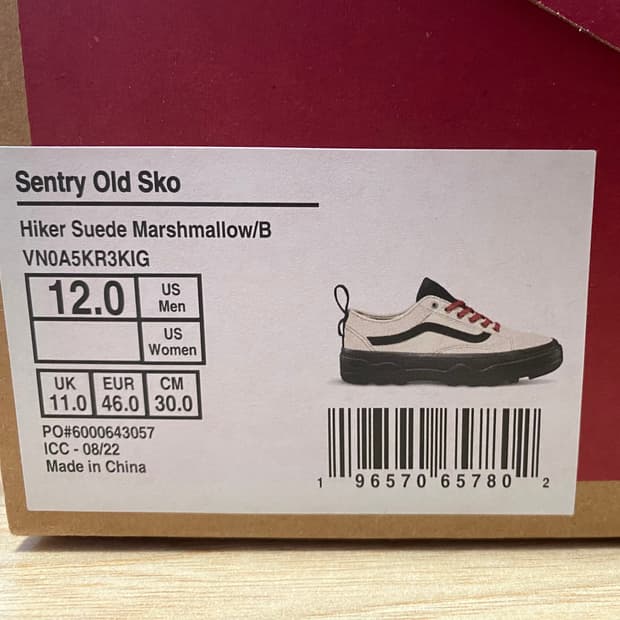 Sentry Old Sko
Hiker Suede Marshmallow/B
VN0A5KR3KIG
12.0 US Men
US Women
UK 11.0 EUR 46.0 CM 30.0
PO#6000643057
ICC - 08/22
Made in China
1 96570 65780 2